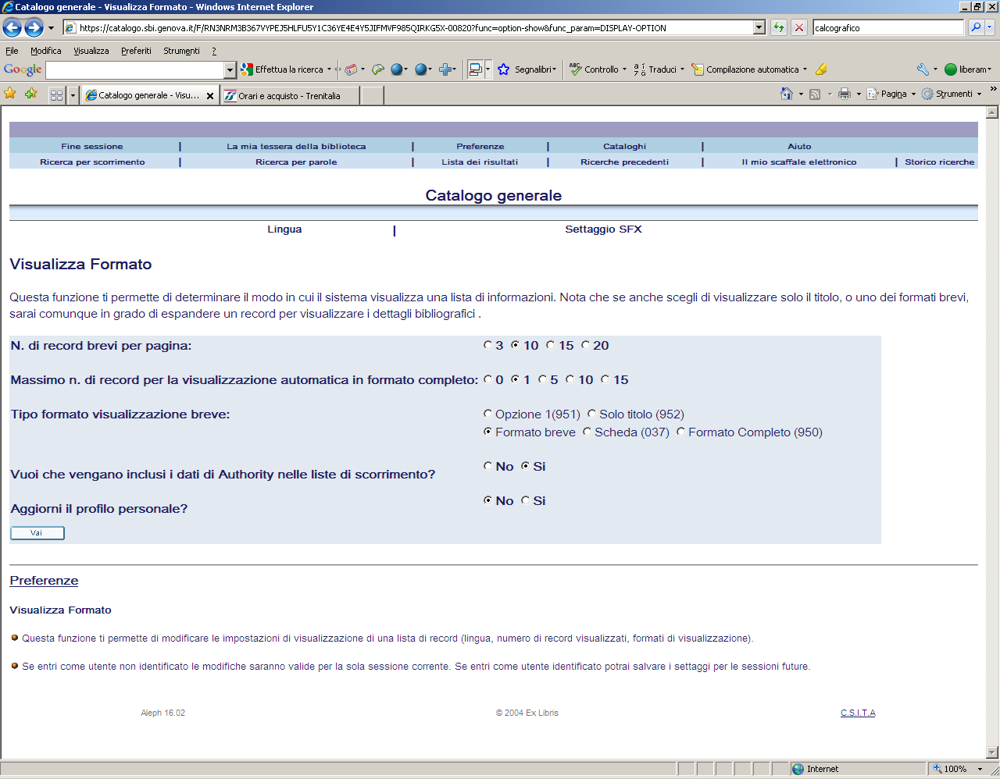 Catalogo generale - Visualizza Formato - Windows Internet Explorer
https://catalogo.sbi.genova.it/F/RN3NRM3B367VYPEJ5HLFU5Y1C36YE4E4Y5JIFMVF985QIRKG5X-00820?func=option-show&func_param=DISPLAY-OPTION calcografico
File Modifica Visualizza Preferiti Strumenti ?
Google Effettua la ricerca Segnalibri ABC Controllo Traduci Compilazione automatica liberam
Catalogo generale - Visu... Orari e acquisto - Trenitalia Pagina Strumenti »
Fine sessione | La mia tessera della biblioteca | Preferenze | Cataloghi | Aiuto
Ricerca per scorrimento | Ricerca per parole | Lista dei risultati | Ricerche precedenti | Il mio scaffale elettronico | Storico ricerche
Catalogo generale
Lingua | Settaggio SFX
Visualizza Formato
Questa funzione ti permette di determinare il modo in cui il sistema visualizza una lista di informazioni. Nota che se anche scegli di visualizzare solo il titolo, o uno dei formati brevi,
sarai comunque in grado di espandere un record per visualizzare i dettagli bibliografici .
N. di record brevi per pagina: 3 10 15 20
Massimo n. di record per la visualizzazione automatica in formato completo: 0 1 5 10 15
Tipo formato visualizzazione breve: Opzione 1(951) Solo titolo (952)
Formato breve Scheda (037) Formato Completo (950)
Vuoi che vengano inclusi i dati di Authority nelle liste di scorrimento? No Si
Aggiorni il profilo personale? No Si
Vai
Preferenze
Visualizza Formato
Questa funzione ti permette di modificare le impostazioni di visualizzazione di una lista di record (lingua, numero di record visualizzati, formati di visualizzazione).
Se entri come utente non identificato le modifiche saranno valide per la sola sessione corrente. Se entri come utente identificato potrai salvare i settaggi per le sessioni future.
Aleph 16.02 © 2004 Ex Libris C.S.I.T.A
Internet 100%